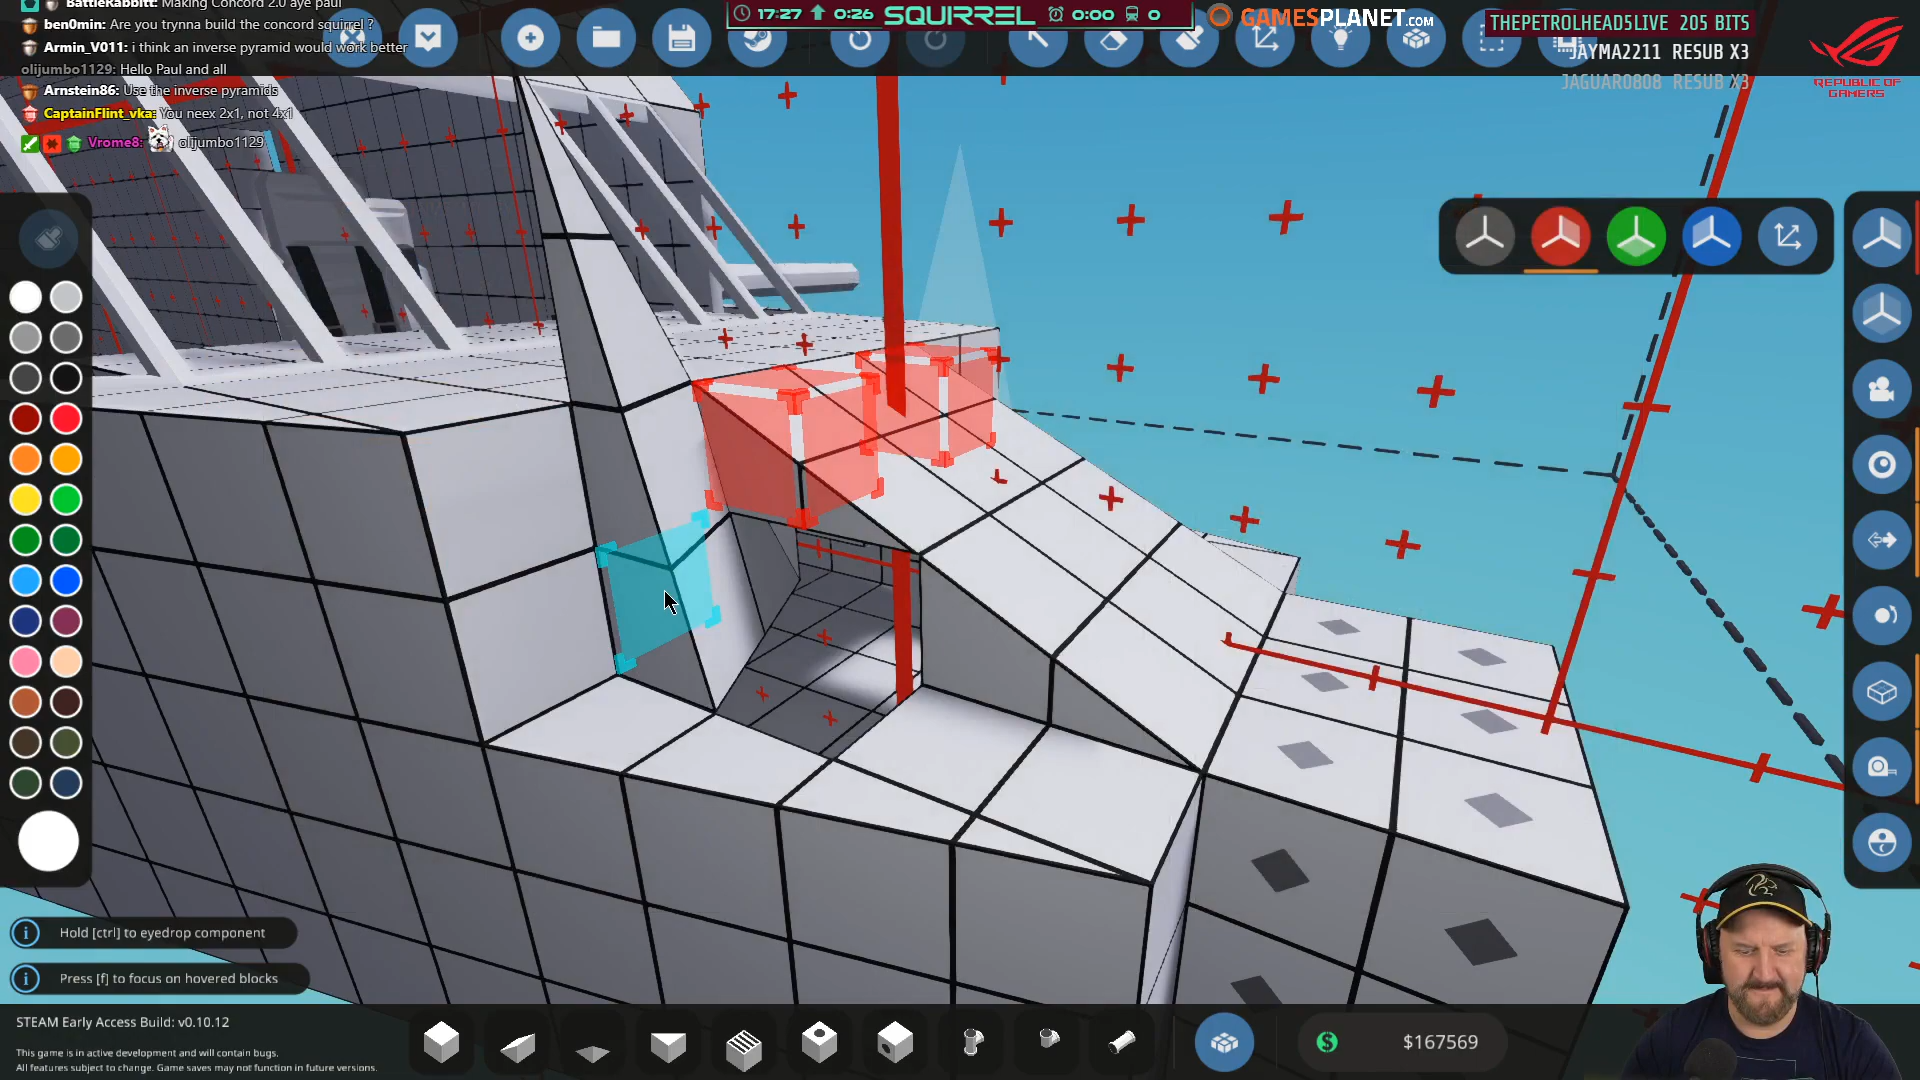 BattleRabbitt: Making Concord 2.0 aye paul
ben0min: Are you trynna build the concord squirrel ?
Armin_V011: i think an inverse pyramid would work better
olijumbo1129: Hello Paul and all
Arnstein86: Use the inverse pyramids
CaptainFlint_vka: You neex 2x1, not 4x1
Vrome8: olijumbo1129
17:27 0:26 SQUIRREL 0:00 0
GAMESPLANET.COM
THEPETROLHEAD5LIVE 205 BITS
JAYMA2211 RESUB X3
JAGUAR0808 RESUB X3
REPUBLIC OF
GAMERS
Hold [ctrl] to eyedrop component
Press [f] to focus on hovered blocks
STEAM Early Access Build: v0.10.12
This game is in active development and will contain bugs.
All features subject to change. Game saves may not function in future versions.
$167569